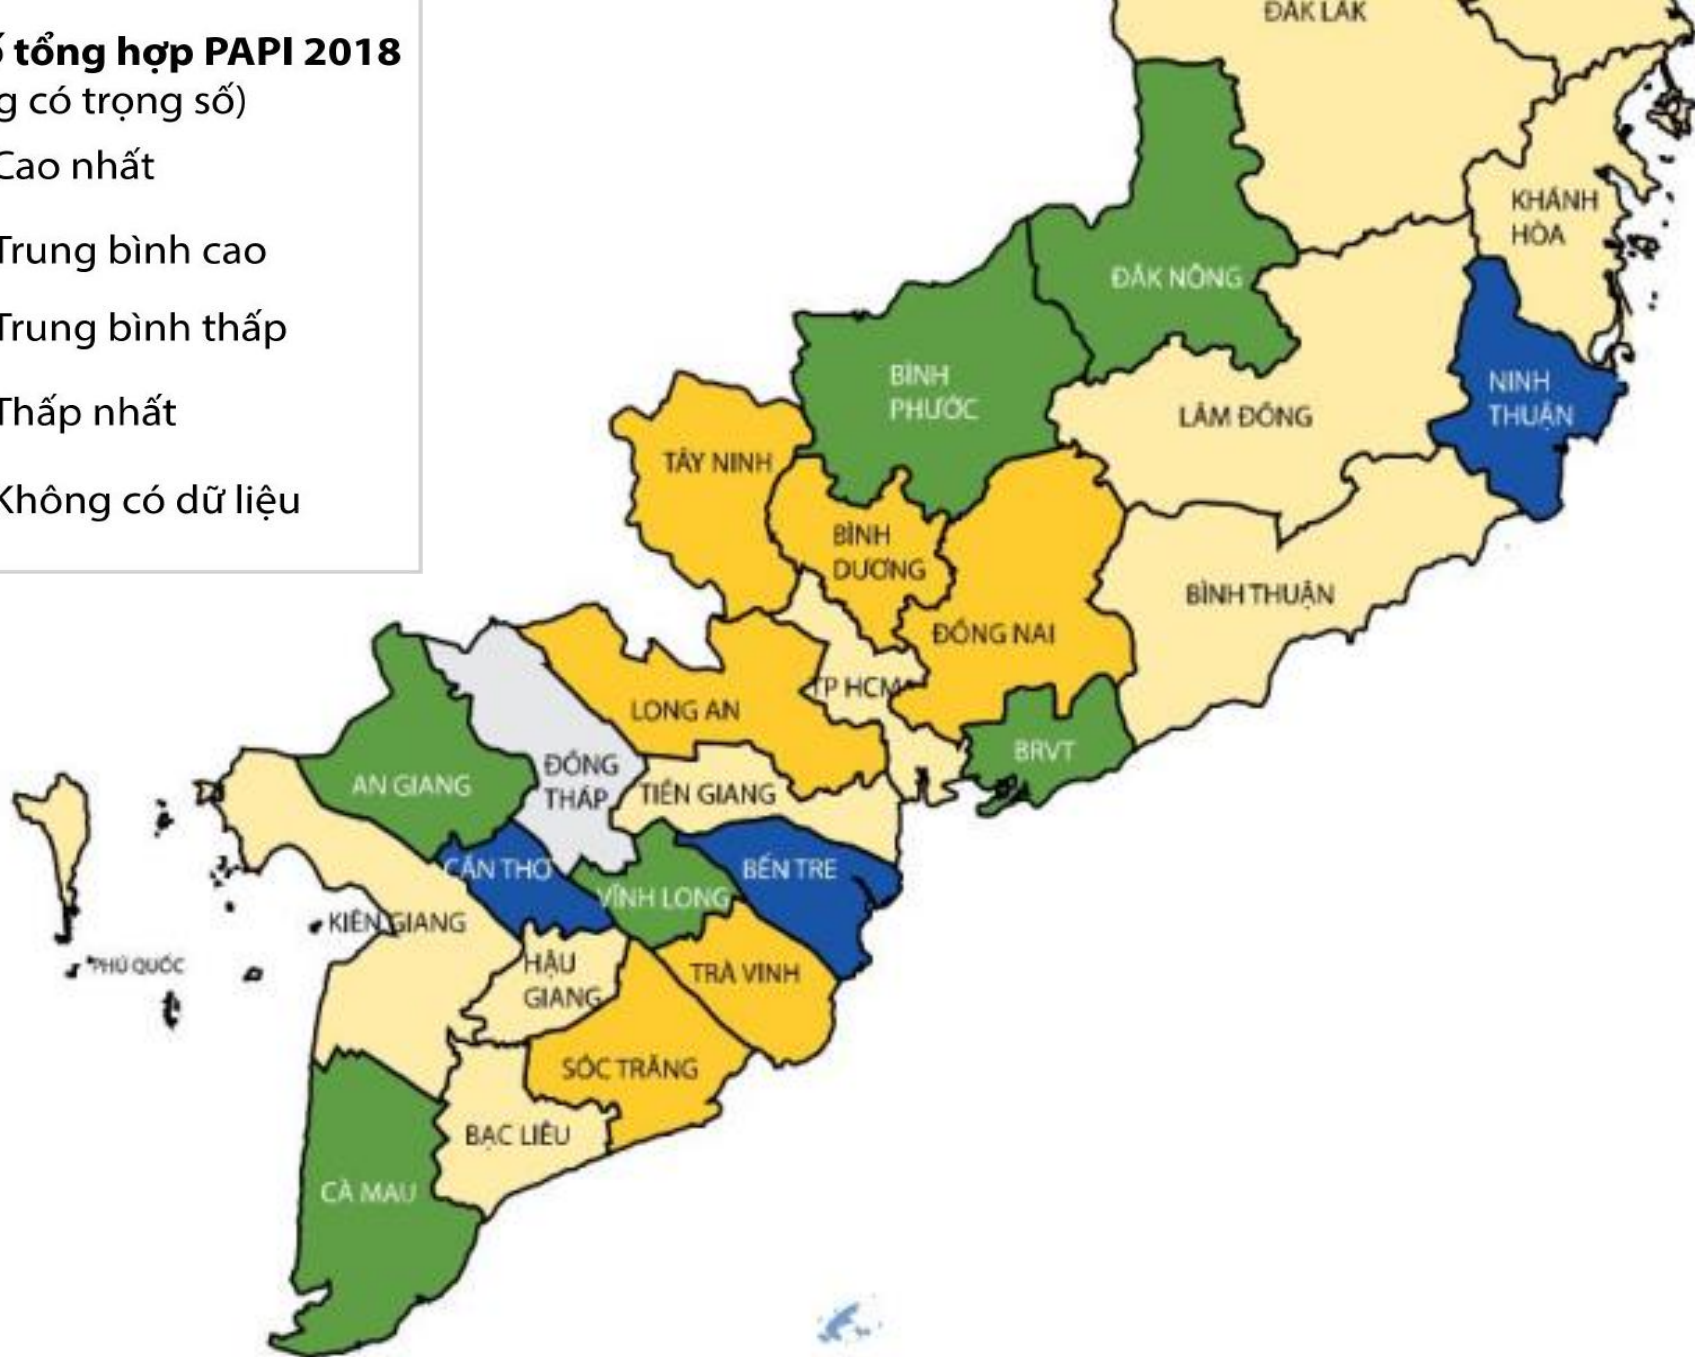 ĐĂK LĂK
ố tổng hợp PAPI 2018
g có trọng số)
Cao nhất
Trung bình cao
Trung bình thấp
Thấp nhất
Không có dữ liệu
KHÁNH
HÒA
ĐĂK NÔNG
BÌNH
PHƯỚC
NINH
THUẬN
LÂM ĐỒNG
TÂY NINH
BÌNH
DƯƠNG
BÌNH THUẬN
ĐỒNG NAI
TP HCM
LONG AN
BRVT
ĐỒNG
THÁP
AN GIANG
TIỀN GIANG
CẦN THƠ
BẾN TRE
VĨNH LONG
KIÊN GIANG
PHÚ QUỐC
HẬU
GIANG
TRÀ VINH
SÓC TRĂNG
BẠC LIÊU
CÀ MAU